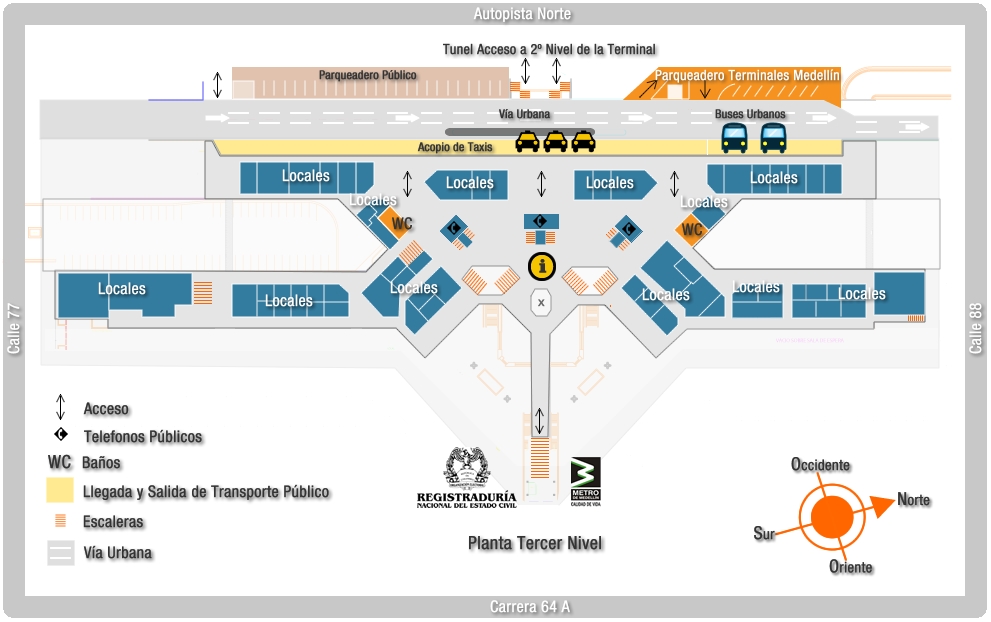 Autopista Norte
Tunel Acceso a 2º Nivel de la Terminal
Parqueadero Público
Parqueadero Terminales Medellín
Vía Urbana
Buses Urbanos
Acopio de Taxis
Locales
Locales
Locales
Locales
Locales
Locales
WC
WC
i
x
Locales
Locales
Locales
Locales
Locales
Locales
Calle 77
Calle 88
Acceso
Telefonos Públicos
WC Baños
Llegada y Salida de Transporte Público
Escaleras
Vía Urbana
REGISTRADURÍA
NACIONAL DEL ESTADO CIVIL
METRO
DE MEDELLÍN
CALIDAD DE VIDA
Planta Tercer Nivel
Occidente
Norte
Sur
Oriente
Carrera 64 A